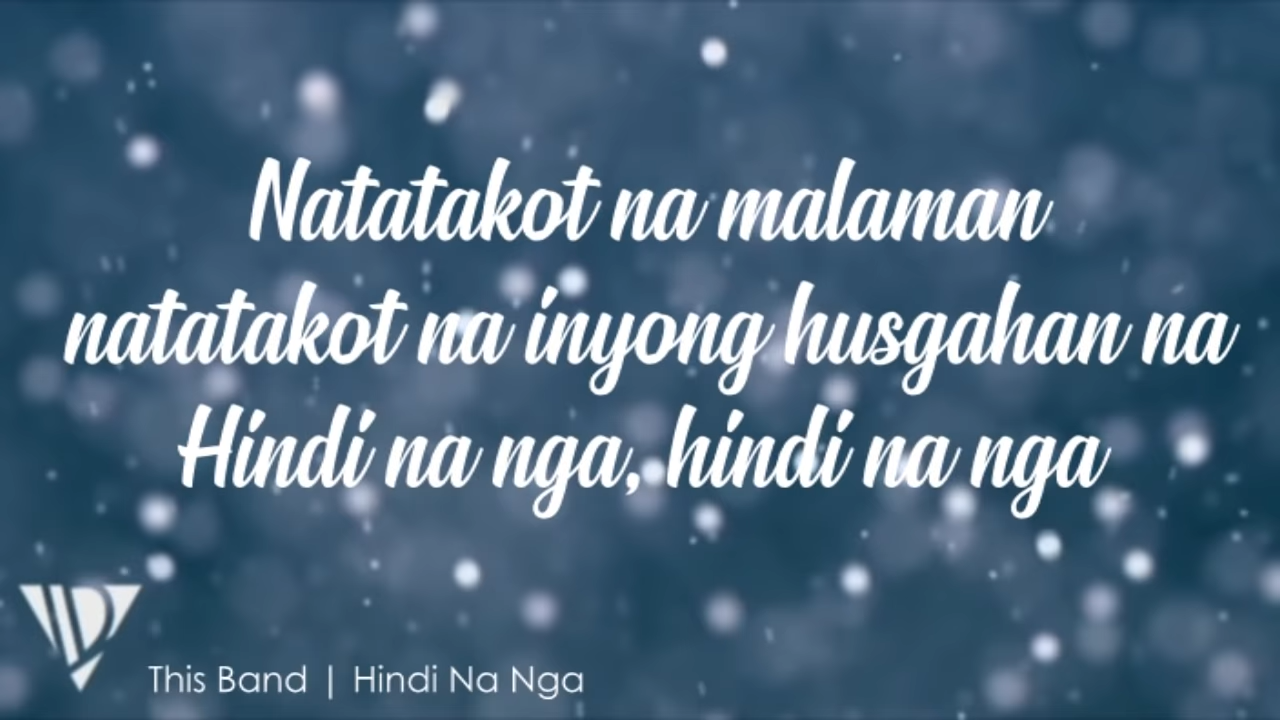 Natatakot na malaman
natatakot na inyong husgahan na
Hindi na nga, hindi na nga
This Band | Hindi Na Nga